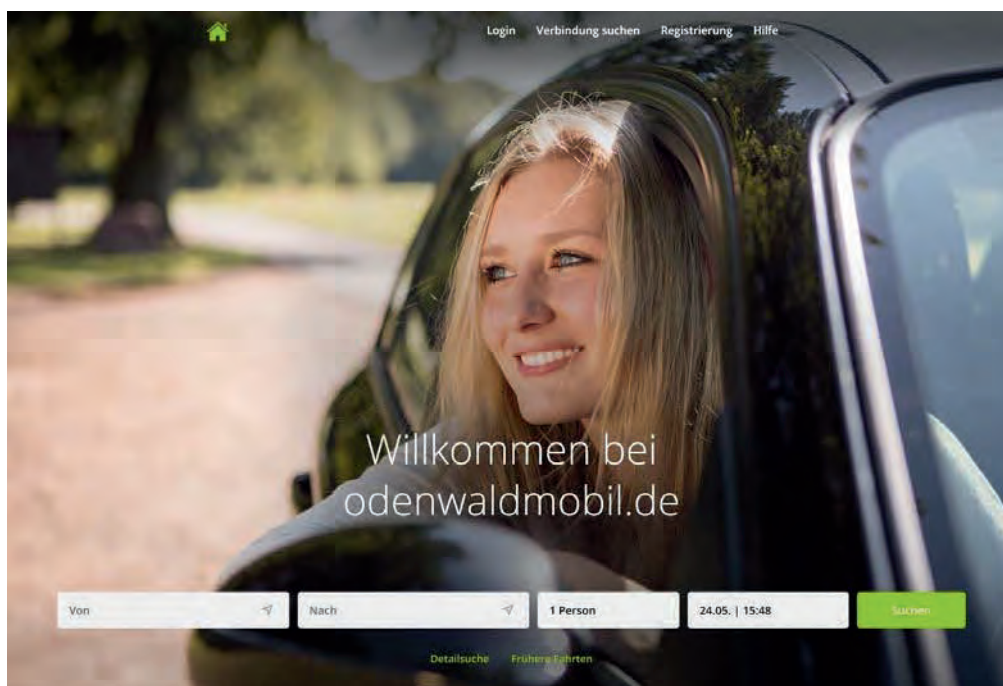 Login Verbindung suchen Registrierung Hilfe
Willkommen bei
odenwaldmobil.de
Von Nach 1 Person 24.05. | 15:48 Suchen
Detailsuche Frühere Fahrten